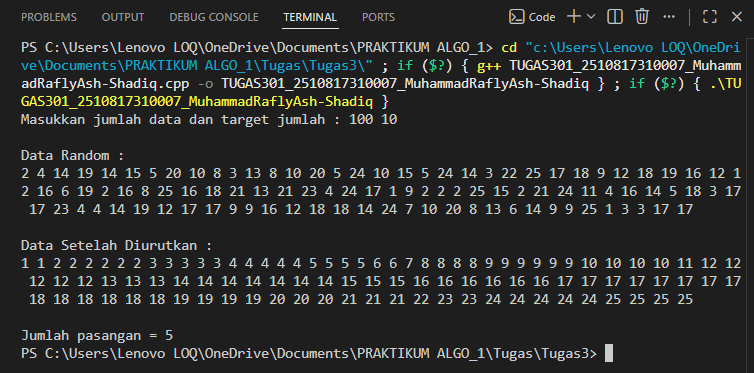 PROBLEMS OUTPUT DEBUG CONSOLE TERMINAL PORTS Code
PS C:\Users\Lenovo LOQ\OneDrive\Documents\PRAKTIKUM ALGO_1> cd "c:\Users\Lenovo LOQ\OneDri
ve\Documents\PRAKTIKUM ALGO_1\Tugas\Tugas3\" ; if ($?) { g++ TUGAS301_2510817310007_Muhamm
adRaflyAsh-Shadiq.cpp -o TUGAS301_2510817310007_MuhammadRaflyAsh-Shadiq } ; if ($?) { .\TU
GAS301_2510817310007_MuhammadRaflyAsh-Shadiq }
Masukkan jumlah data dan target jumlah : 100 10
Data Random :
2 4 14 19 14 15 5 20 10 8 3 13 8 10 20 5 24 10 15 5 24 14 3 22 25 17 18 9 12 18 19 16 12 1
2 16 6 19 2 16 8 25 16 18 21 13 21 23 4 24 17 1 9 2 2 2 25 15 2 21 24 11 4 16 14 5 18 3 17
17 23 4 4 14 19 12 17 17 9 9 16 12 18 18 14 24 7 10 20 8 13 6 14 9 9 25 1 3 3 17 17
Data Setelah Diurutkan :
1 1 2 2 2 2 2 2 3 3 3 3 3 4 4 4 4 4 5 5 5 5 6 6 7 8 8 8 8 9 9 9 9 9 9 10 10 10 10 11 12 12
12 12 12 13 13 13 14 14 14 14 14 14 14 14 15 15 15 16 16 16 16 16 16 16 17 17 17 17 17 17 17 17
18 18 18 18 18 18 19 19 19 19 20 20 20 21 21 21 22 23 23 24 24 24 24 24 25 25 25 25
Jumlah pasangan = 5
PS C:\Users\Lenovo LOQ\OneDrive\Documents\PRAKTIKUM ALGO_1\Tugas\Tugas3>